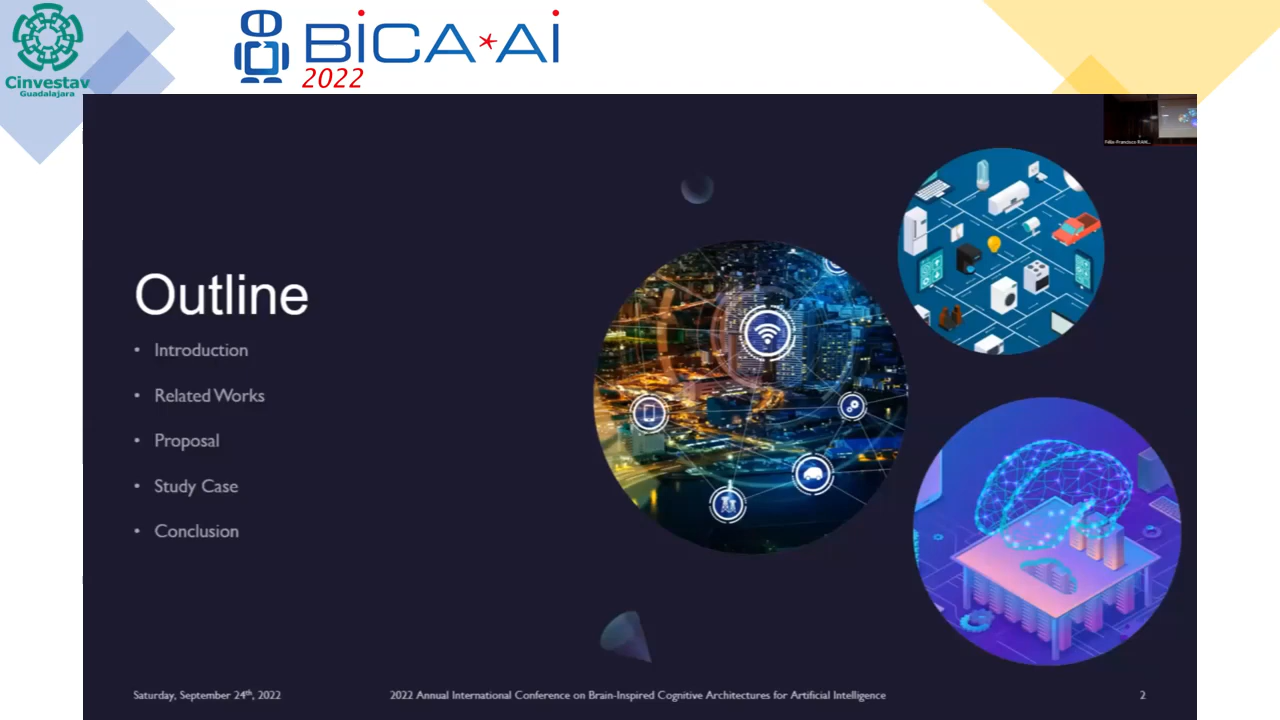 Cinvestav
Guadalajara
BiCA*Ai
2022
Outline
• Introduction
• Related Works
• Proposal
• Study Case
• Conclusion
Saturday, September 24th, 2022
2022 Annual International Conference on Brain-Inspired Cognitive Architectures for Artificial Intelligence
2